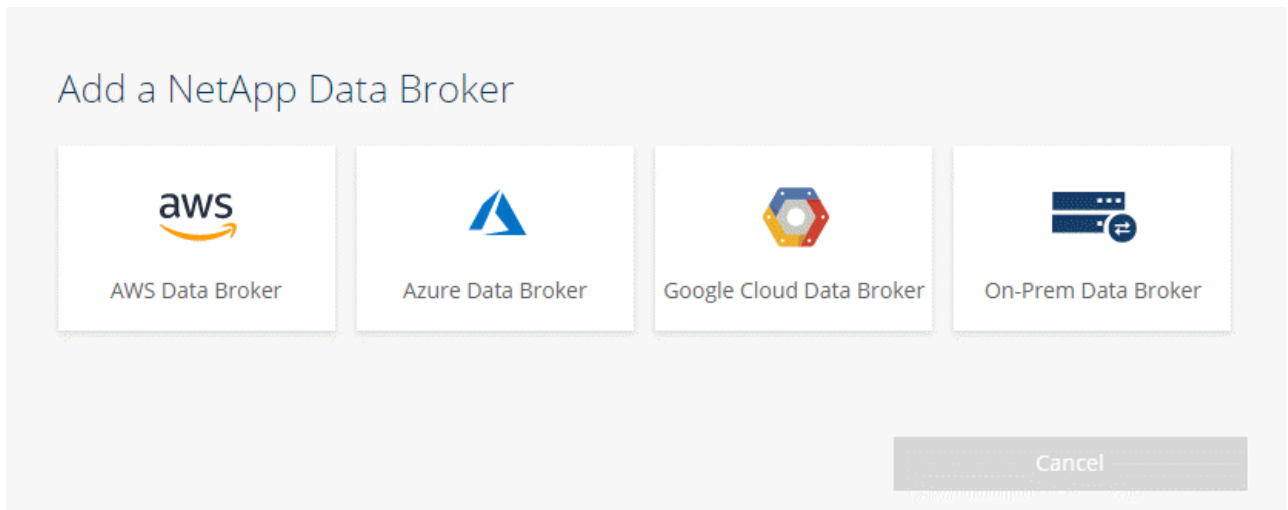 Add a NetApp Data Broker
aws
AWS Data Broker
Azure Data Broker
Google Cloud Data Broker
On-Prem Data Broker
Cancel